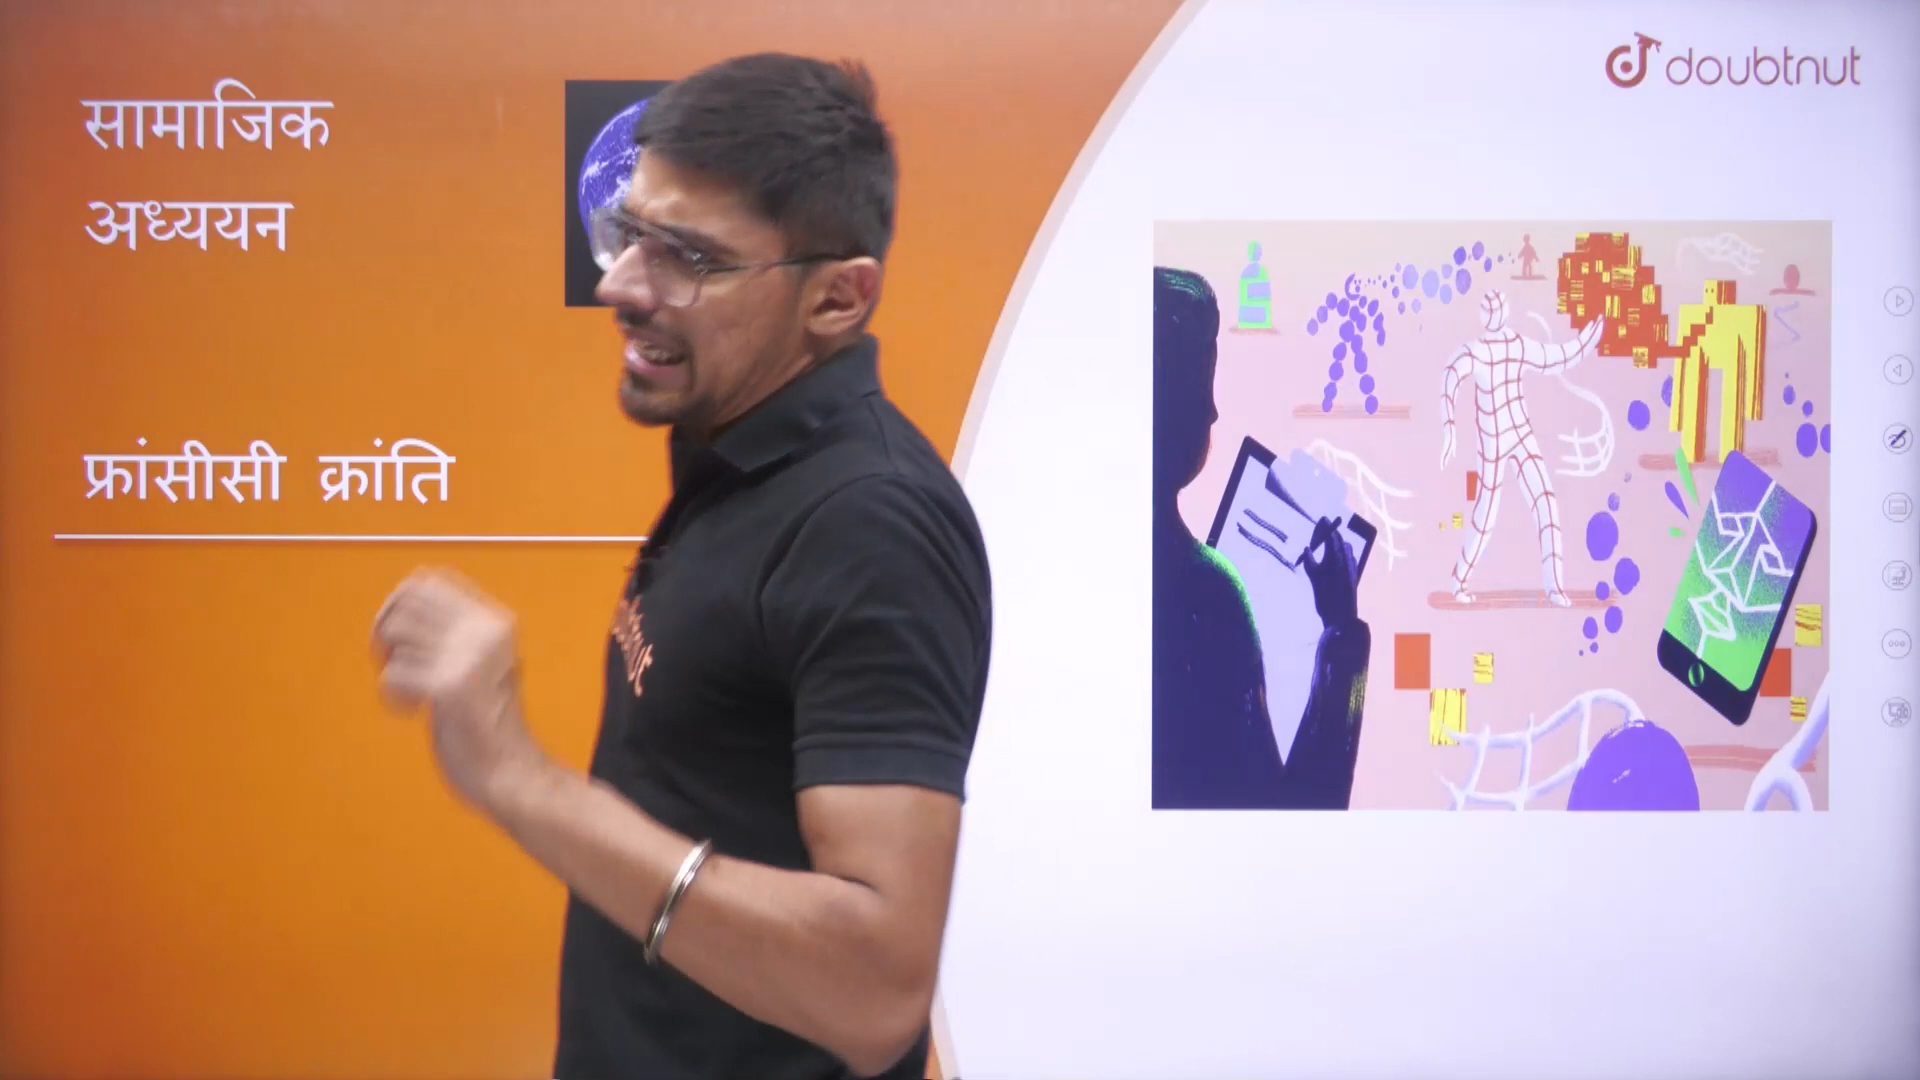 सामाजिक
अध्ययन
फ्रांसीसी क्रांति
doubtnut